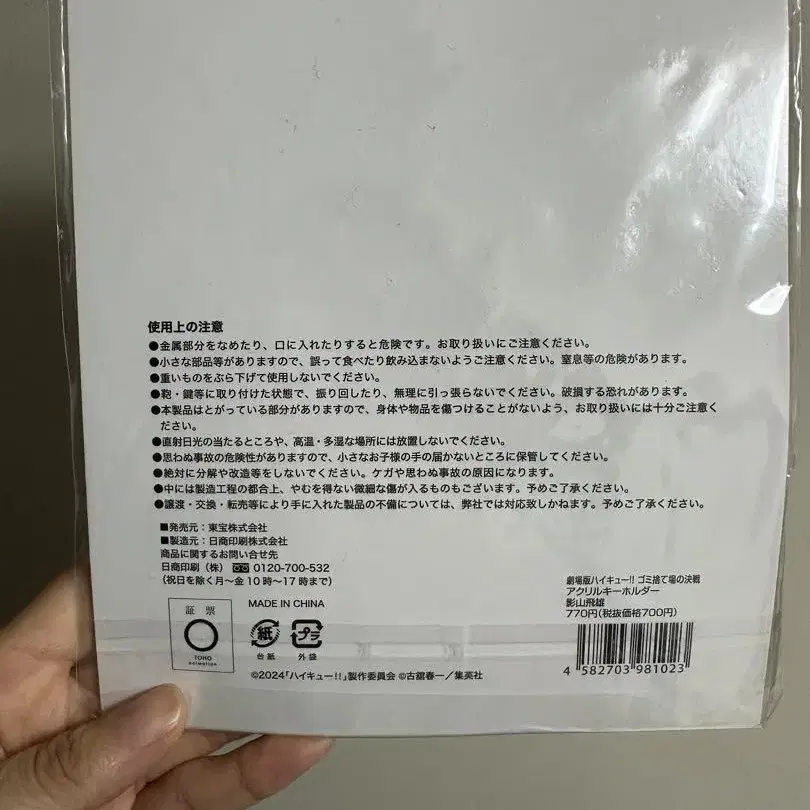 使用上の注意
●金属部分をなめたり、口に入れたりすると危険です。お取り扱いにご注意ください。
●小さな部品等がありますので、誤って食べたり飲み込まないようご注意ください。窒息等の危険があります。
●重いものをぶら下げて使用しないでください。
●鞄・鍵等に取り付けた状態で、振り回したり、無理に引っ張らないでください。破損する恐れがあります。
●本製品はとがっている部分がありますので、身体や物品を傷つけることがないよう、お取り扱いには十分ご注意く
ださい。
●直射日光の当たるところや、高温・多湿な場所には放置しないでください。
●思わぬ事故の危険性がありますので、小さなお子様の手の届かないところに保管してください。
●絶対に分解や改造等をしないでください。ケガや思わぬ事故の原因になります。
●中には製造工程の都合上、やむを得ない微細な傷が入るものもございます。予めご了承ください。
●譲渡・交換・転売等により手に入れた製品の不備については、弊社では対応致しかねます。予めご了承ください。
■発売元：東宝株式会社
■製造元：日商印刷株式会社
商品に関するお問い合せ先
日商印刷（株） 0120-700-532
（祝日を除く月～金10時～17時まで）
劇場版ハイキュー!! ゴミ捨て場の決戦
アクリルキーホルダー
影山飛雄
770円(税抜価格700円)
証票
TOHO
animation
MADE IN CHINA
紙
台紙
プラ
外袋
©2024「ハイキュー!!」製作委員会 ©古舘春一／集英社
4 582703 981023